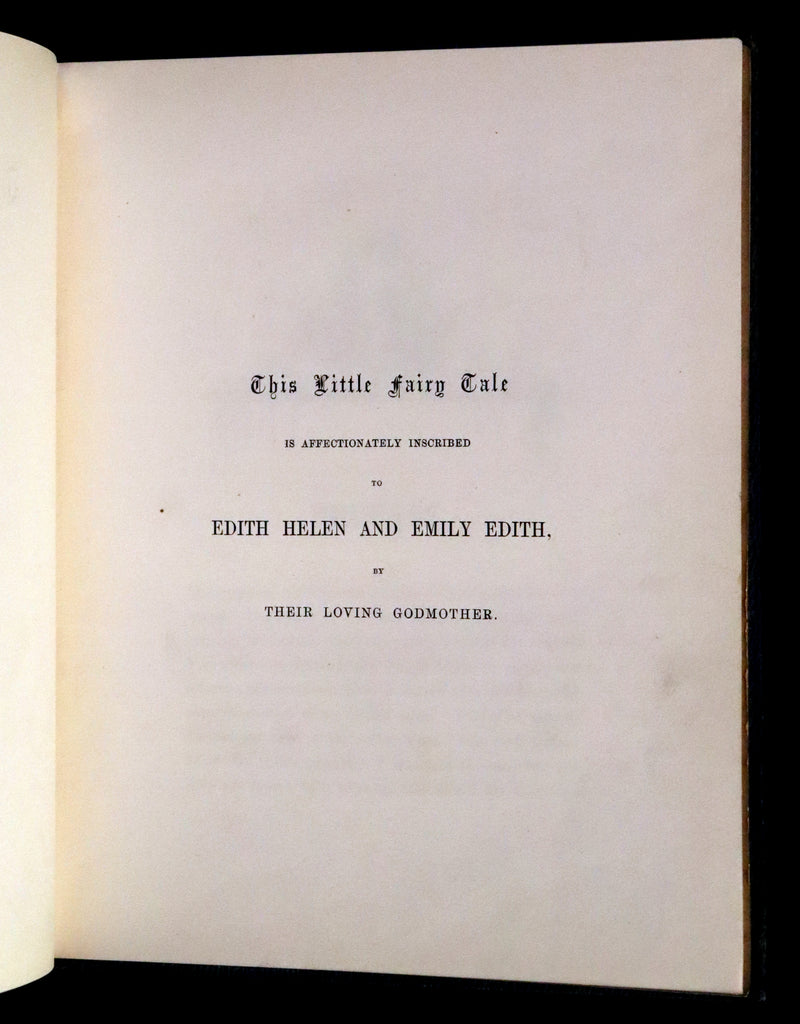 This Little Fairy Tale
IS AFFECTIONATELY INSCRIBED
TO
EDITH HELEN AND EMILY EDITH,
BY
THEIR LOVING GODMOTHER.